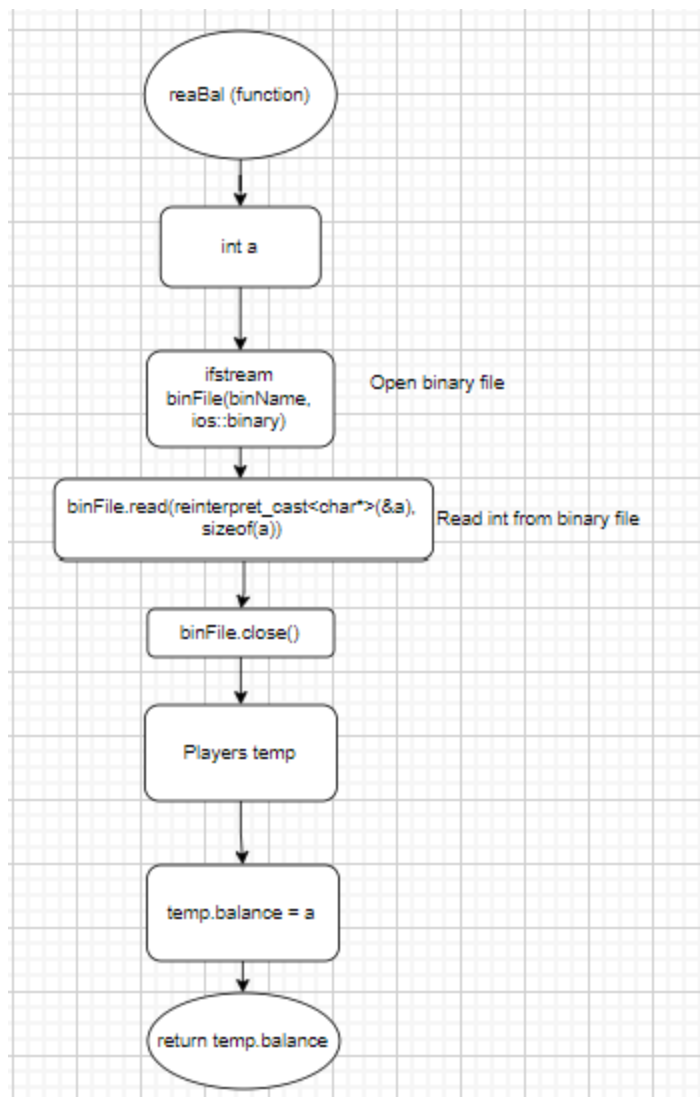 reaBal (function)
int a
ifstream
binFile(binName,
ios::binary)
Open binary file
binFile.read(reinterpret_cast<char*>(&a),
sizeof(a))
Read int from binary file
binFile.close()
Players temp
temp.balance = a
return temp.balance